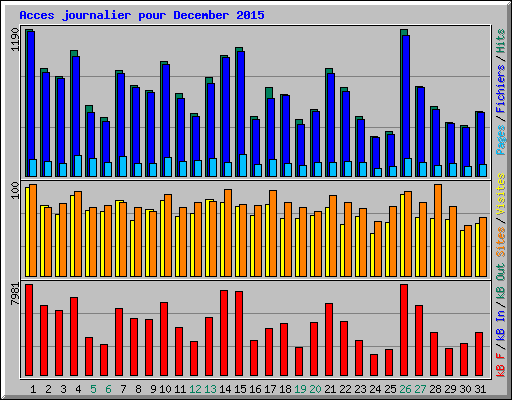 Acces journalier pour December 2015
1190
Pages / Fichiers / Hits
100
Sites / Visites
7981
kB F / kB In / kB Out
1 2 3 4 5 6 7 8 9 10 11 12 13 14 15 16 17 18 19 20 21 22 23 24 25 26 27 28 29 30 31